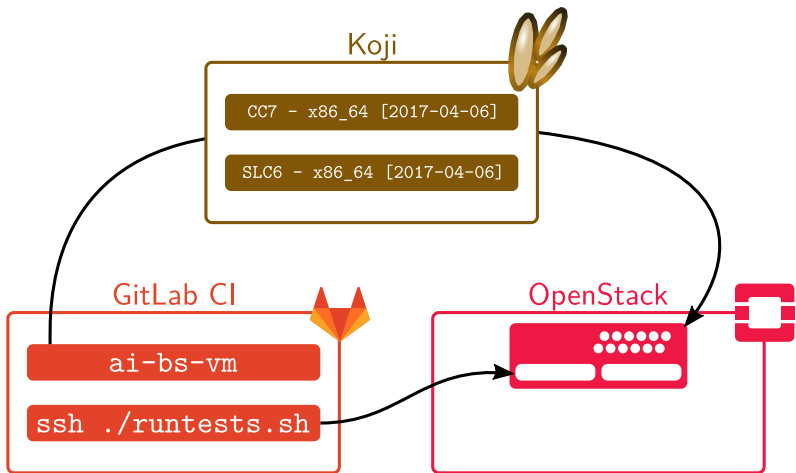 Koji
CC7 - x86_64 [2017-04-06]
SLC6 - x86_64 [2017-04-06]
GitLab CI
ai-bs-vm
ssh ./runtests.sh
OpenStack